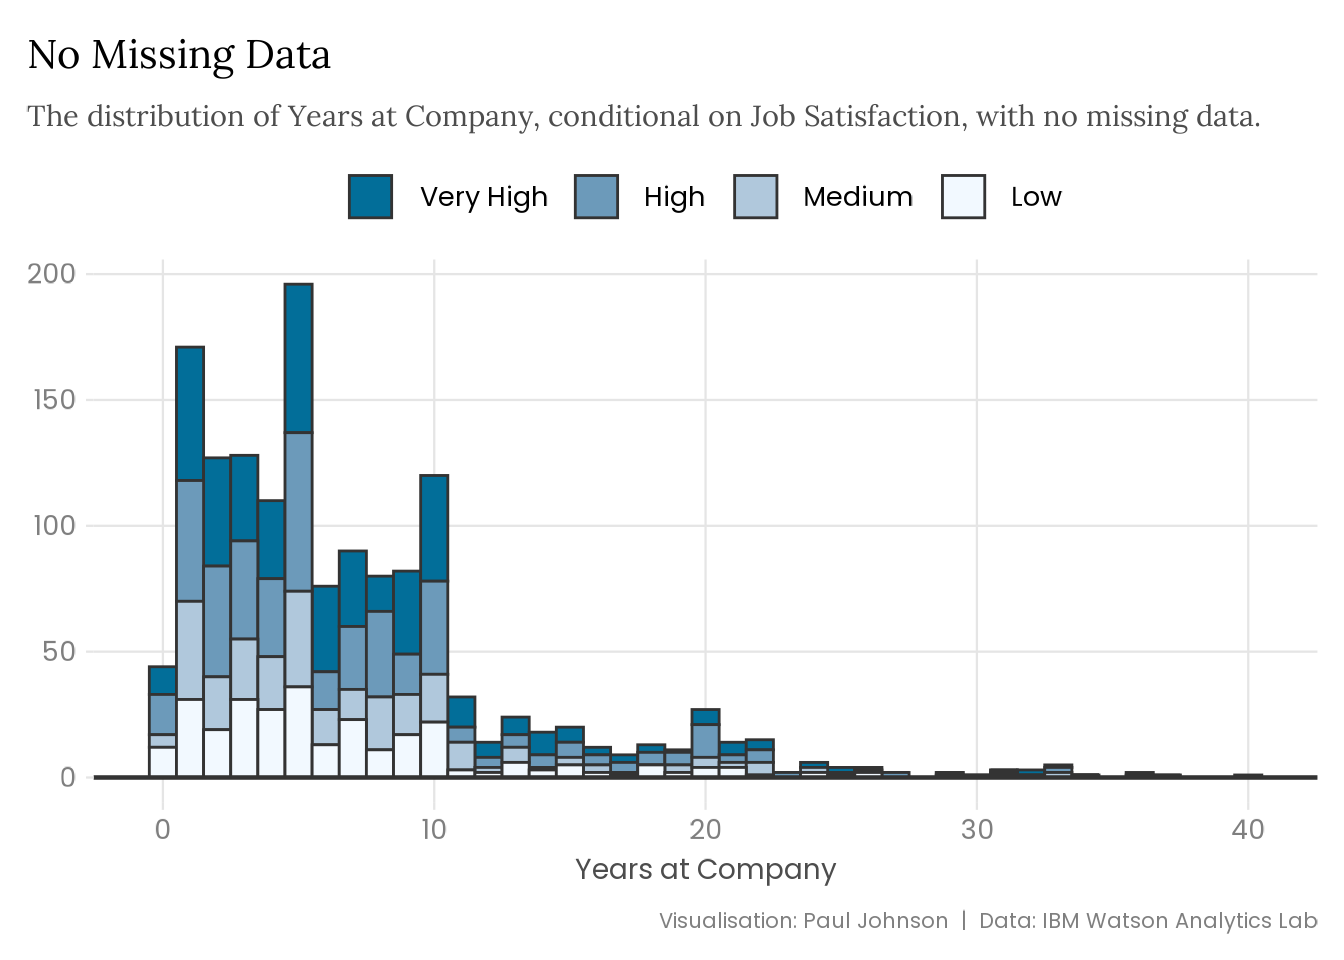 No Missing Data
The distribution of Years at Company, conditional on Job Satisfaction, with no missing data.
Very High High Medium Low
200
150
100
50
0
0 10 20 30 40
Years at Company
Visualisation: Paul Johnson | Data: IBM Watson Analytics Lab